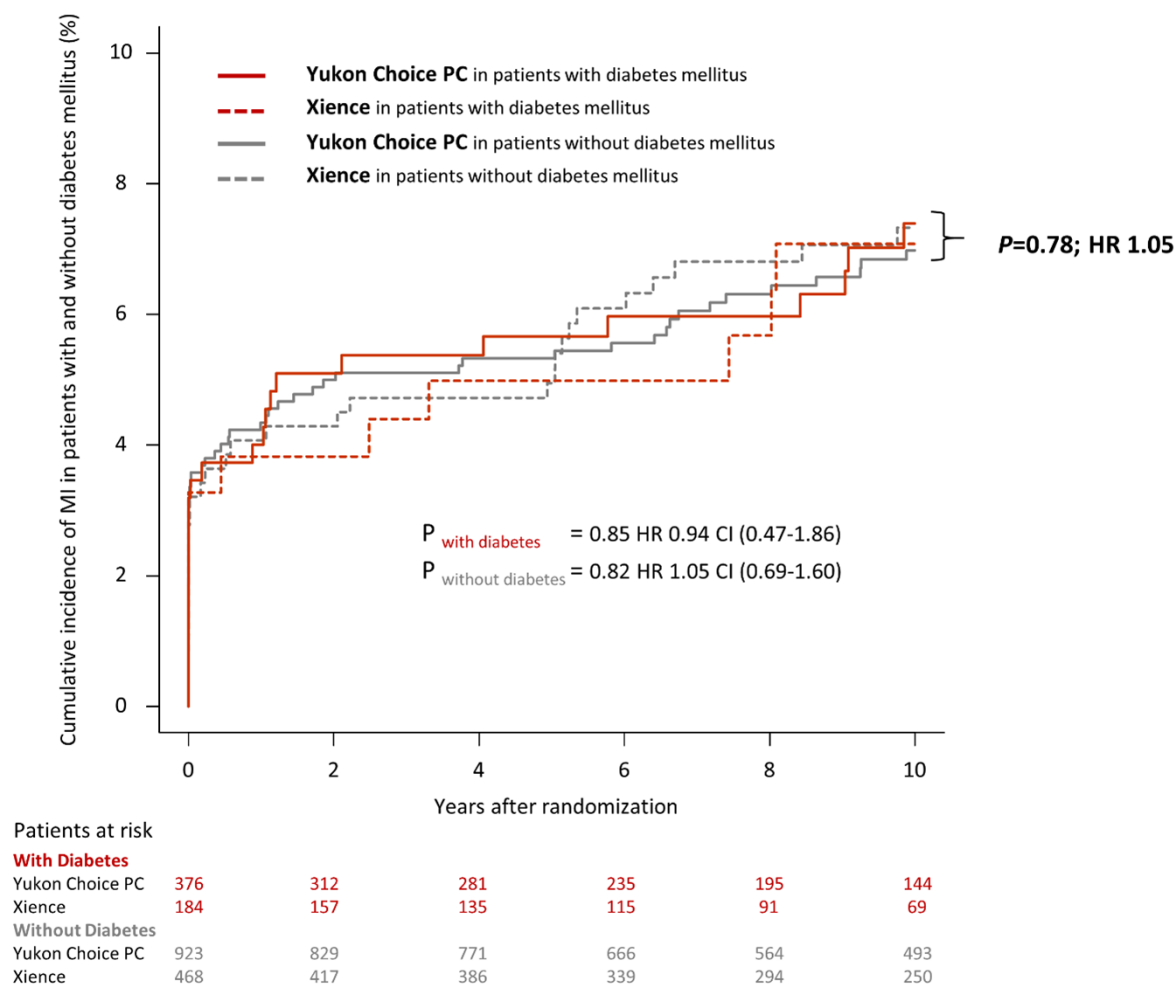 Cumulative incidence of MI in patients with and without diabetes mellitus (%)
10
8
6
4
2
0
Yukon Choice PC in patients with diabetes mellitus
Xience in patients with diabetes mellitus
Yukon Choice PC in patients without diabetes mellitus
Xience in patients without diabetes mellitus
P=0.78; HR 1.05
P with diabetes = 0.85 HR 0.94 CI (0.47-1.86)
P without diabetes = 0.82 HR 1.05 CI (0.69-1.60)
0 2 4 6 8 10
Years after randomization
Patients at risk
With Diabetes
Yukon Choice PC 376 312 281 235 195 144
Xience 184 157 135 115 91 69
Without Diabetes
Yukon Choice PC 923 829 771 666 564 493
Xience 468 417 386 339 294 250